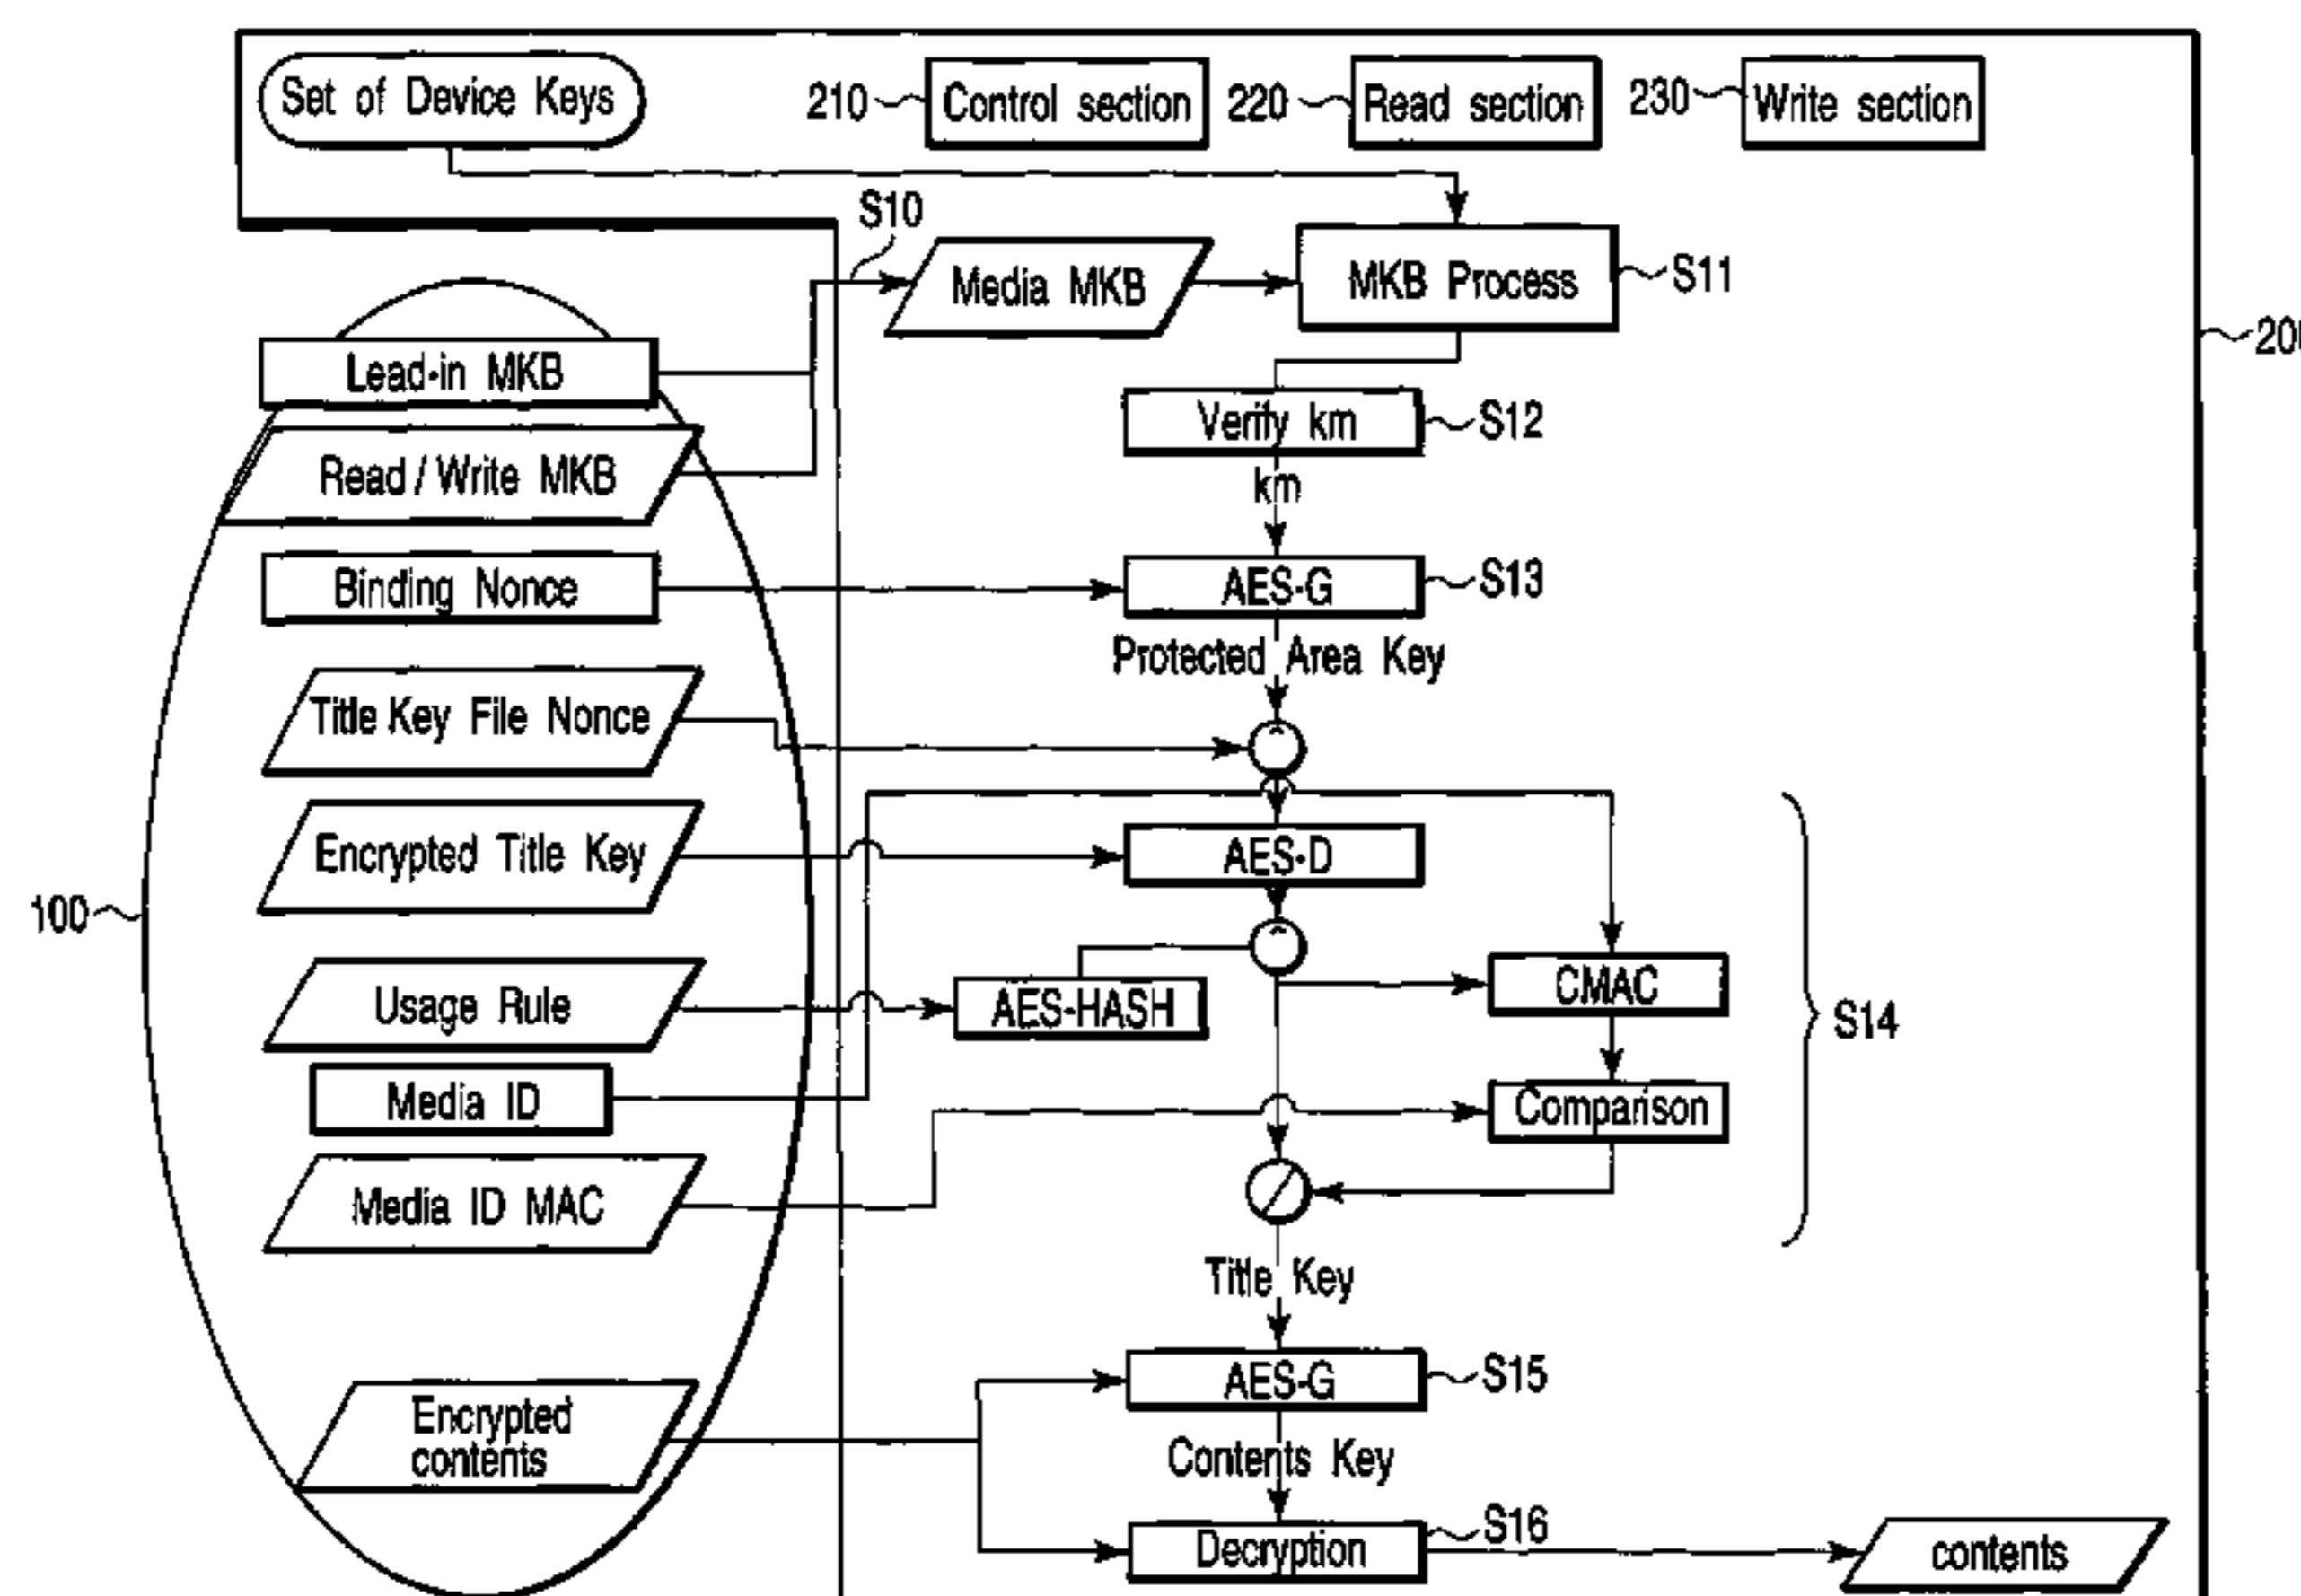 Set of Device Keys
210
Control section
220
Read section
230
Write section
S10
Media MKB
MKB Process
S11
Lead-in MKB
Verify km
S12
Read / Write MKB
km
Binding Nonce
AES-G
S13
Protected Area Key
Title Key File Nonce
Encrypted Title Key
AES-D
100
Usage Rule
AES-HASH
CMAC
S14
Media ID
Comparison
Media ID MAC
Title Key
AES-G
S15
Encrypted
contents
Contents Key
Decryption
S16
contents